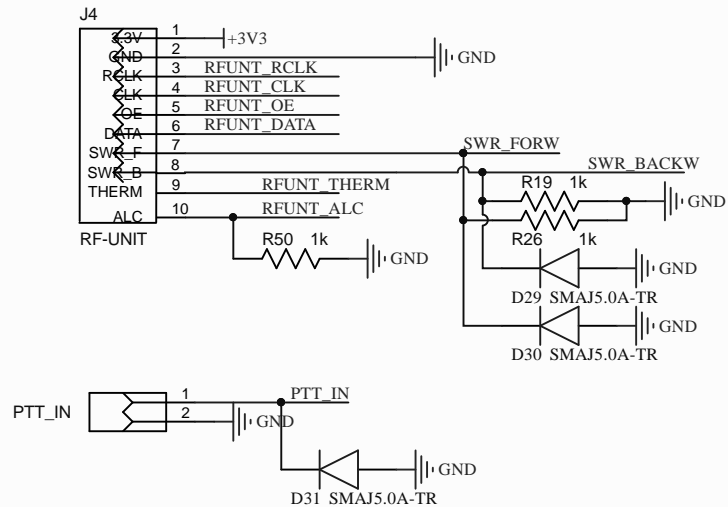 J4
3.3V 1 +3V3
GND 2 GND
RCLK 3 RFUNT_RCLK
CLK 4 RFUNT_CLK
OE 5 RFUNT_OE
DATA 6 RFUNT_DATA
SWR_F 7 SWR_FORW
SWR_B 8 SWR_BACKW
THERM 9 RFUNT_THERM
R19 1k
GND
ALC 10 RFUNT_ALC
RF-UNIT
R50 1k
GND
R26 1k
GND
D29 SMAJ5.0A-TR
GND
D30 SMAJ5.0A-TR
PTT_IN
1 PTT_IN
2 GND
GND
D31 SMAJ5.0A-TR